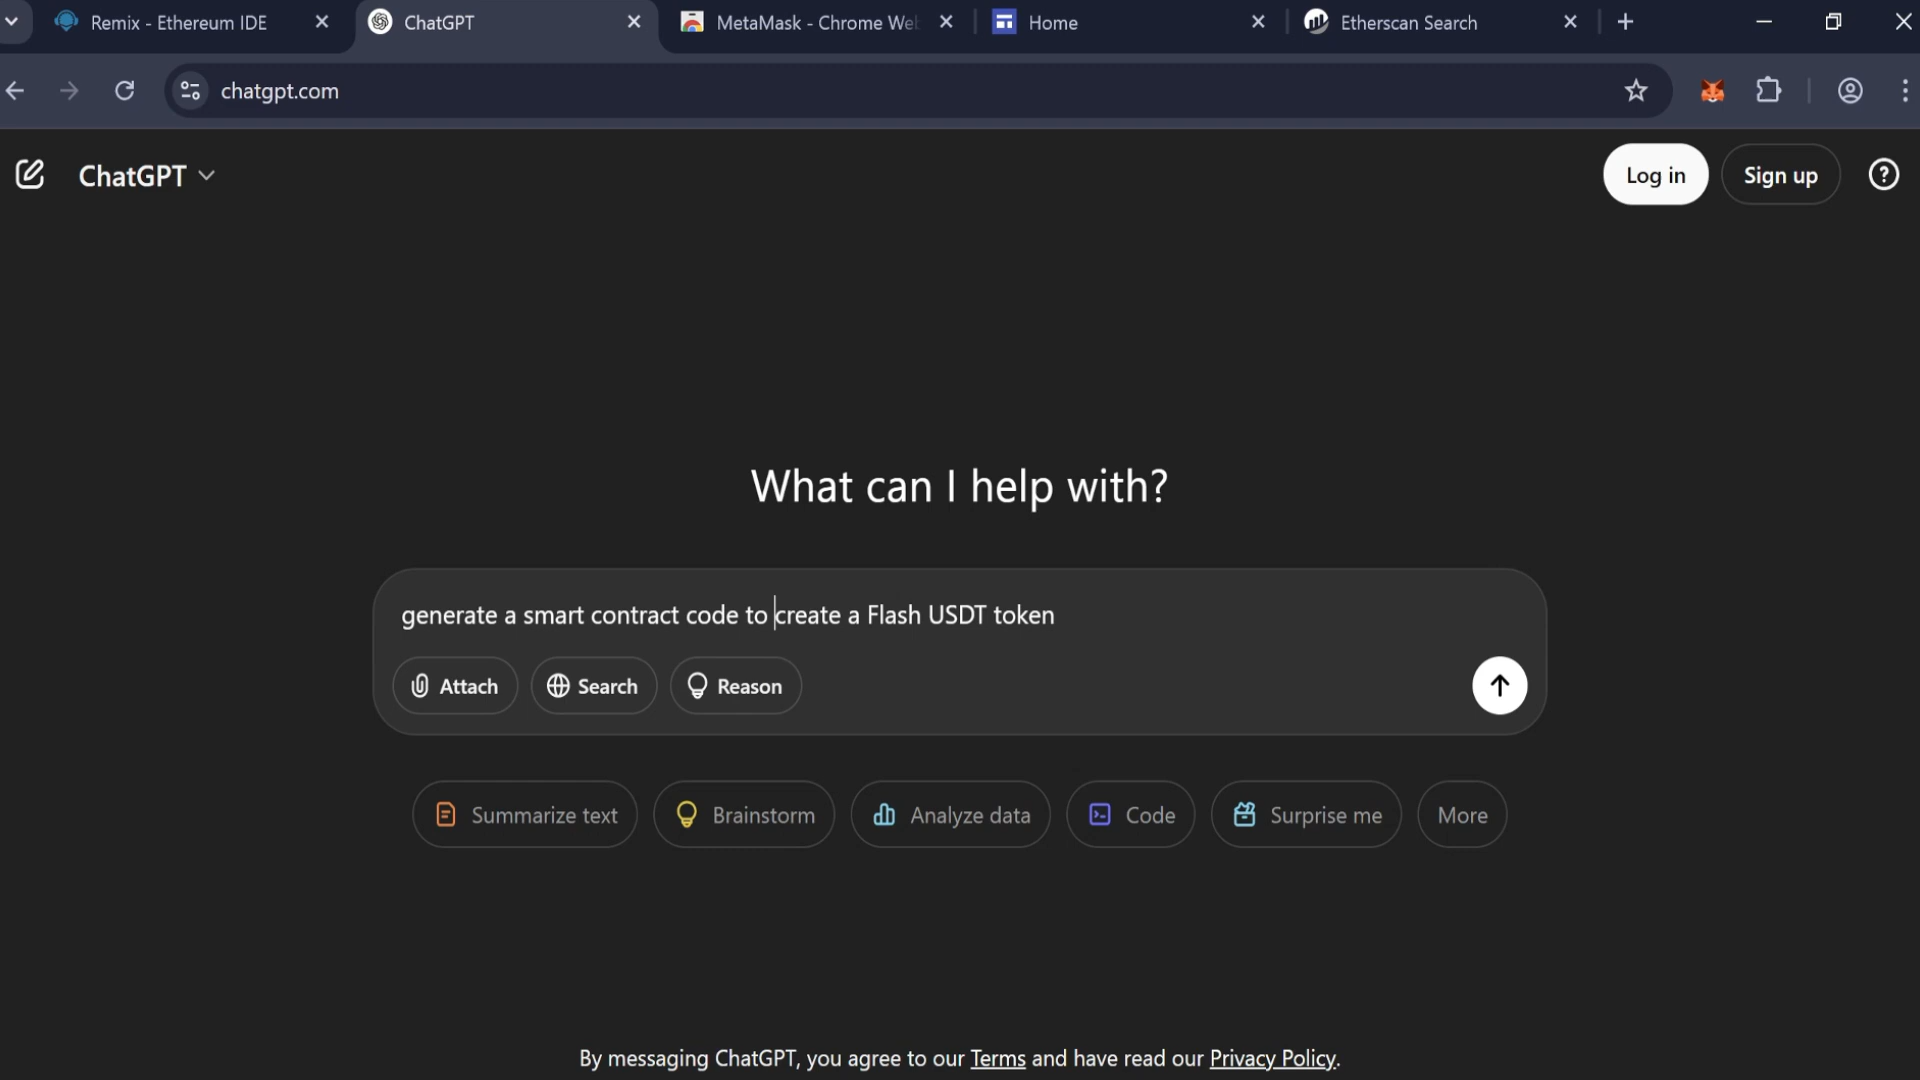 Remix - Ethereum IDE
ChatGPT
MetaMask - Chrome We
Home
Etherscan Search
chatgpt.com
ChatGPT
Log in
Sign up
What can I help with?
generate a smart contract code to create a Flash USDT token
Attach
Search
Reason
Summarize text
Brainstorm
Analyze data
Code
Surprise me
More
By messaging ChatGPT, you agree to our Terms and have read our Privacy Policy.